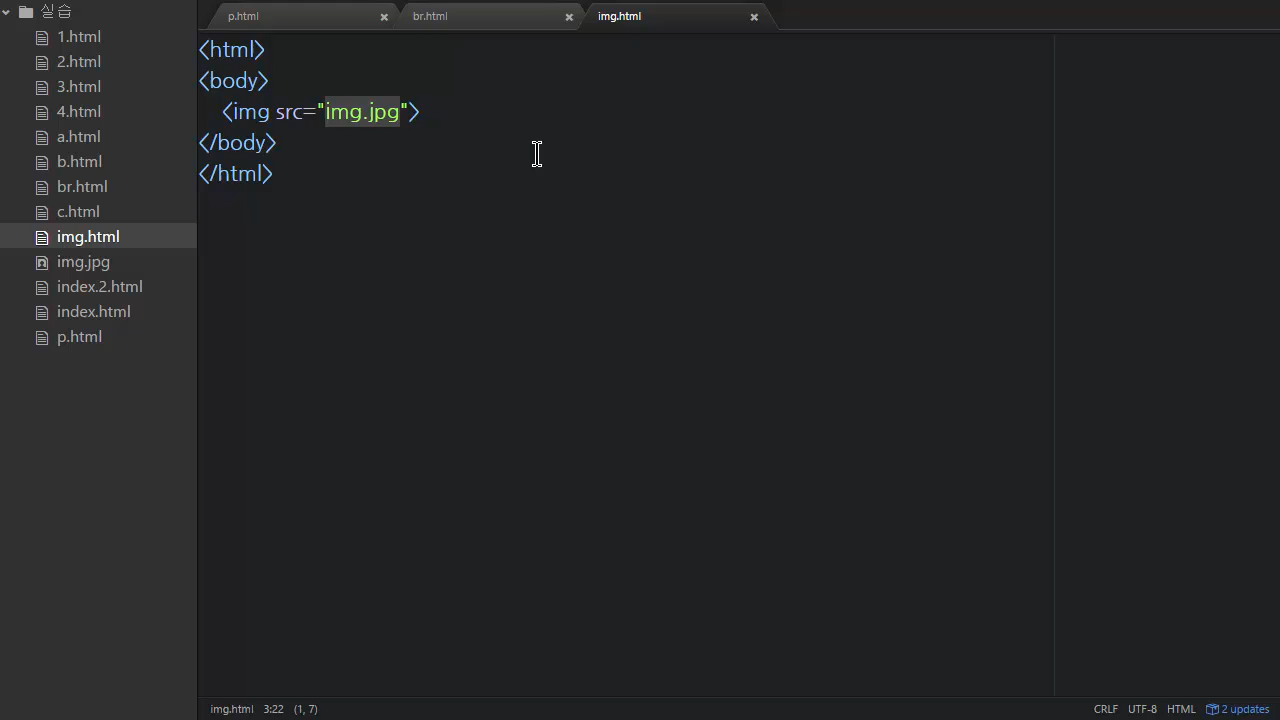 실습
1.html
2.html
3.html
4.html
a.html
b.html
br.html
c.html
img.html
img.jpg
index.2.html
index.html
p.html
p.html
br.html
img.html
<html>
<body>
<img src="img.jpg">
</body>
</html>
img.html 3:22 (1, 7)
CRLF UTF-8 HTML 2 updates